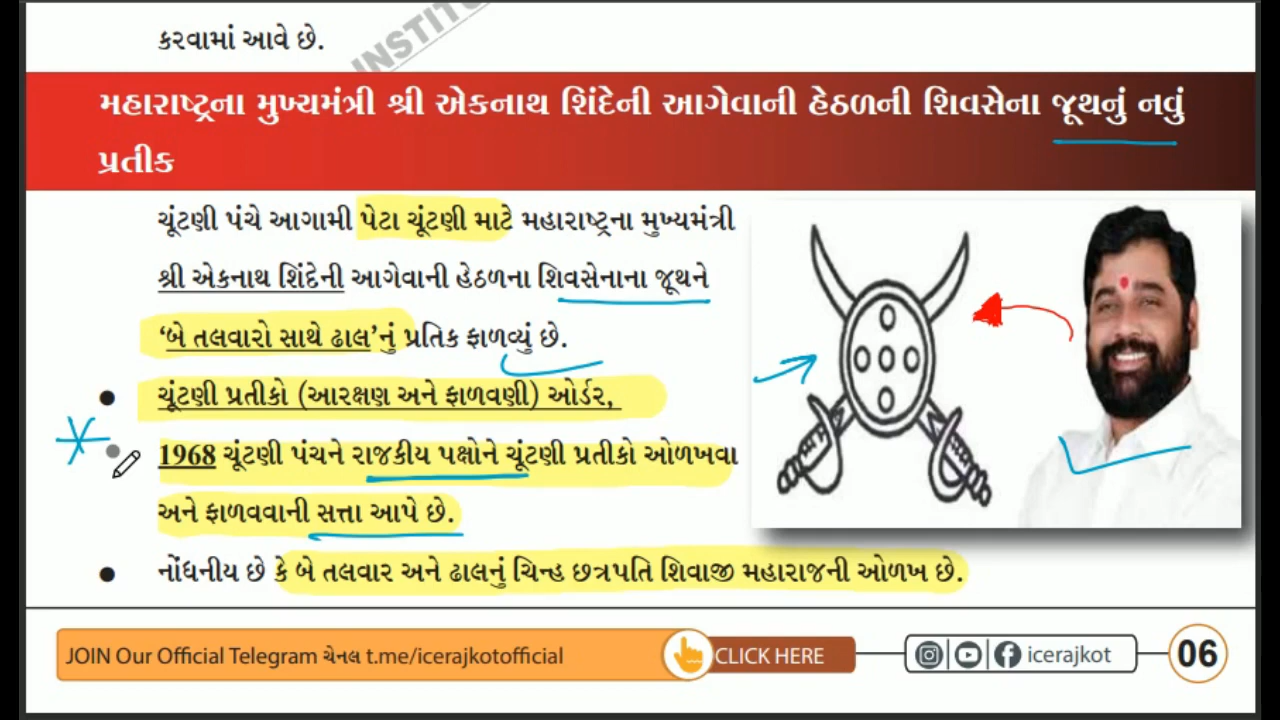 INSTITU
કરવામાં આવે છે.
મહારાષ્ટ્રના મુખ્યમંત્રી શ્રી એકનાથ શિંદેની આગેવાની હેઠળની શિવસેના જૂથનું નવું
પ્રતીક
ચૂંટણી પંચે આગામી પેટા ચૂંટણી માટે મહારાષ્ટ્રના મુખ્યમંત્રી
શ્રી એકનાથ શિંદેની આગેવાની હેઠળના શિવસેનાના જૂથને
‘બે તલવારો સાથે ઢાલ’નું પ્રતિક ફાળવ્યું છે.
● ચૂંટણી પ્રતીકો (આરક્ષણ અને ફાળવણી) ઓર્ડર,
1968 ચૂંટણી પંચને રાજકીય પક્ષોને ચૂંટણી પ્રતીકો ઓળખવા
અને ફાળવવાની સત્તા આપે છે.
● નોંધનીય છે કે બે તલવાર અને ઢાલનું ચિન્હ છત્રપતિ શિવાજી મહારાજની ઓળખ છે.
JOIN Our Official Telegram ચેનલ t.me/icerajkotofficial CLICK HERE icerajkot 06